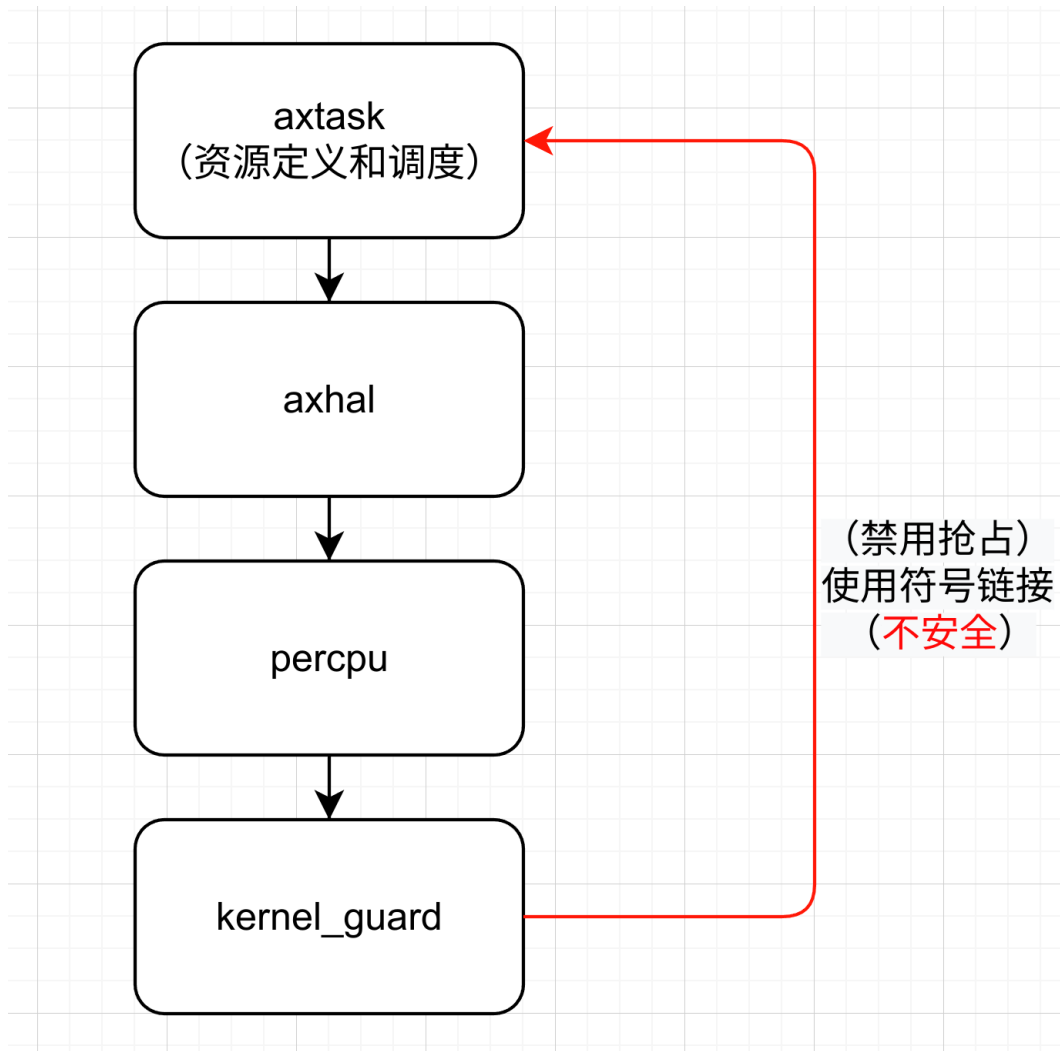 axtask
（资源定义和调度）
axhal
percpu
kernel_guard
（禁用抢占）
使用符号链接
（不安全）